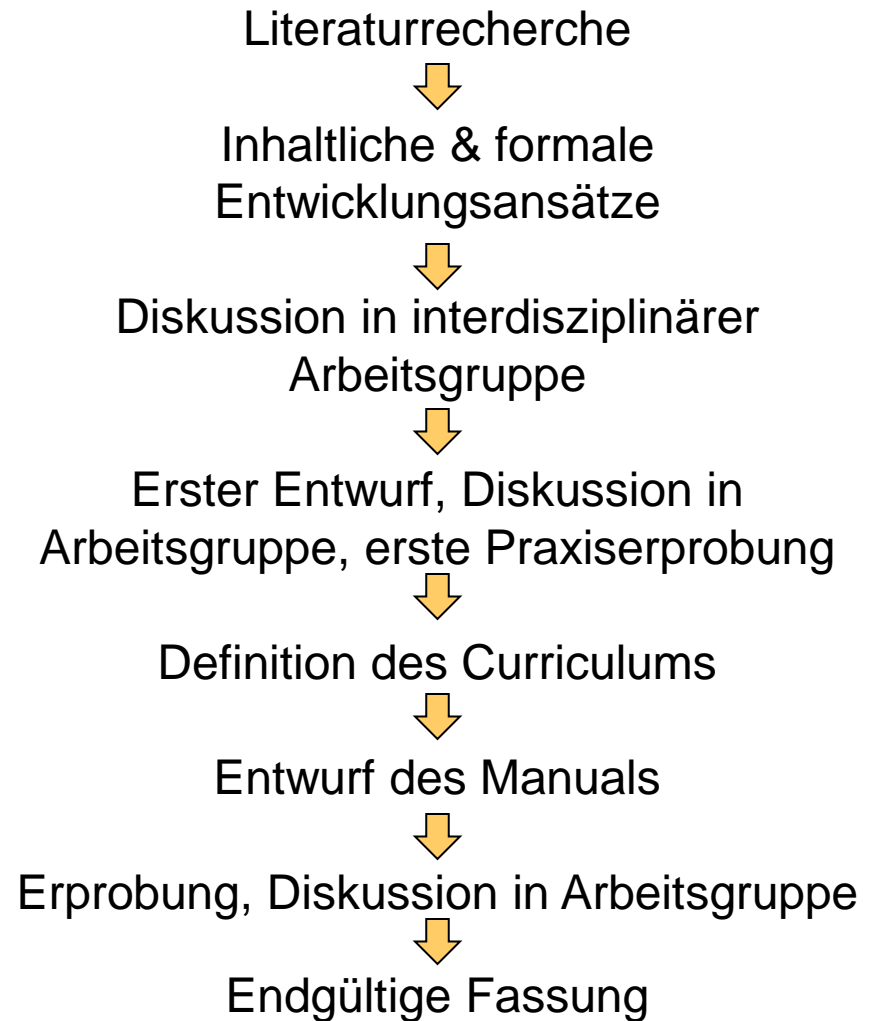 Literaturrecherche
Inhaltliche & formale
Entwicklungsansätze
Diskussion in interdisziplinärer
Arbeitsgruppe
Erster Entwurf, Diskussion in
Arbeitsgruppe, erste Praxiserprobung
Definition des Curriculums
Entwurf des Manuals
Erprobung, Diskussion in Arbeitsgruppe
Endgültige Fassung